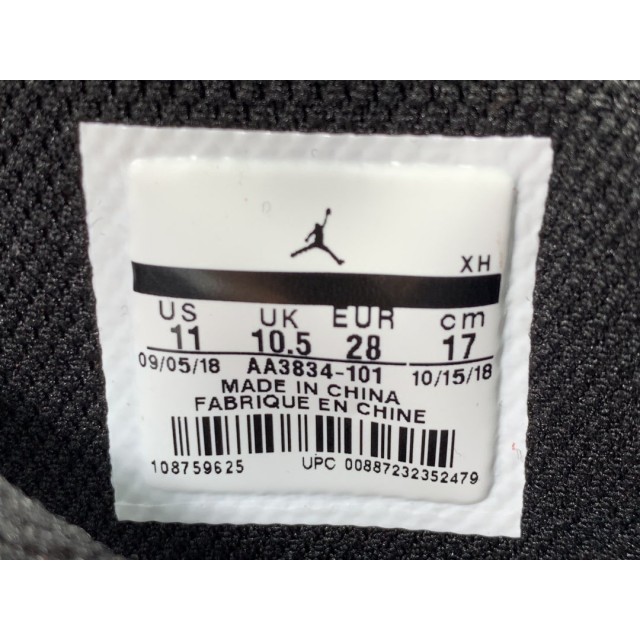 XH
US UK EUR cm
11 10.5 28 17
09/05/18 AA3834-101 10/15/18
MADE IN CHINA
FABRIQUE EN CHINE
108759625 UPC 00887232352479